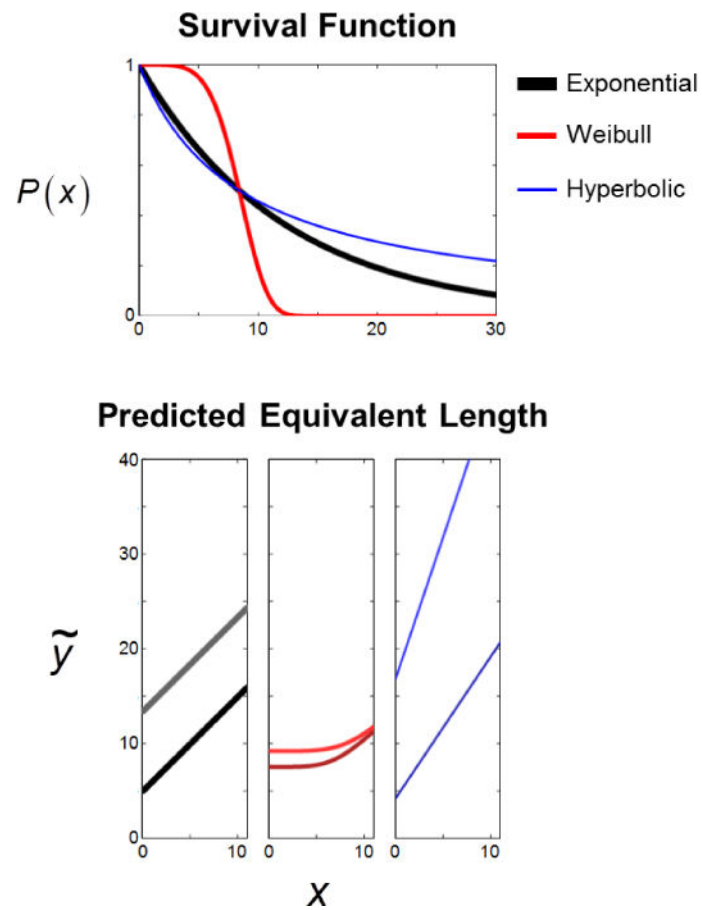 Survival Function
1
P(x)
0
0 10 20 30
Exponential
Weibull
Hyperbolic
Predicted Equivalent Length
40
30
20
10
0
ỹ
0 10 0 10 0 10
x